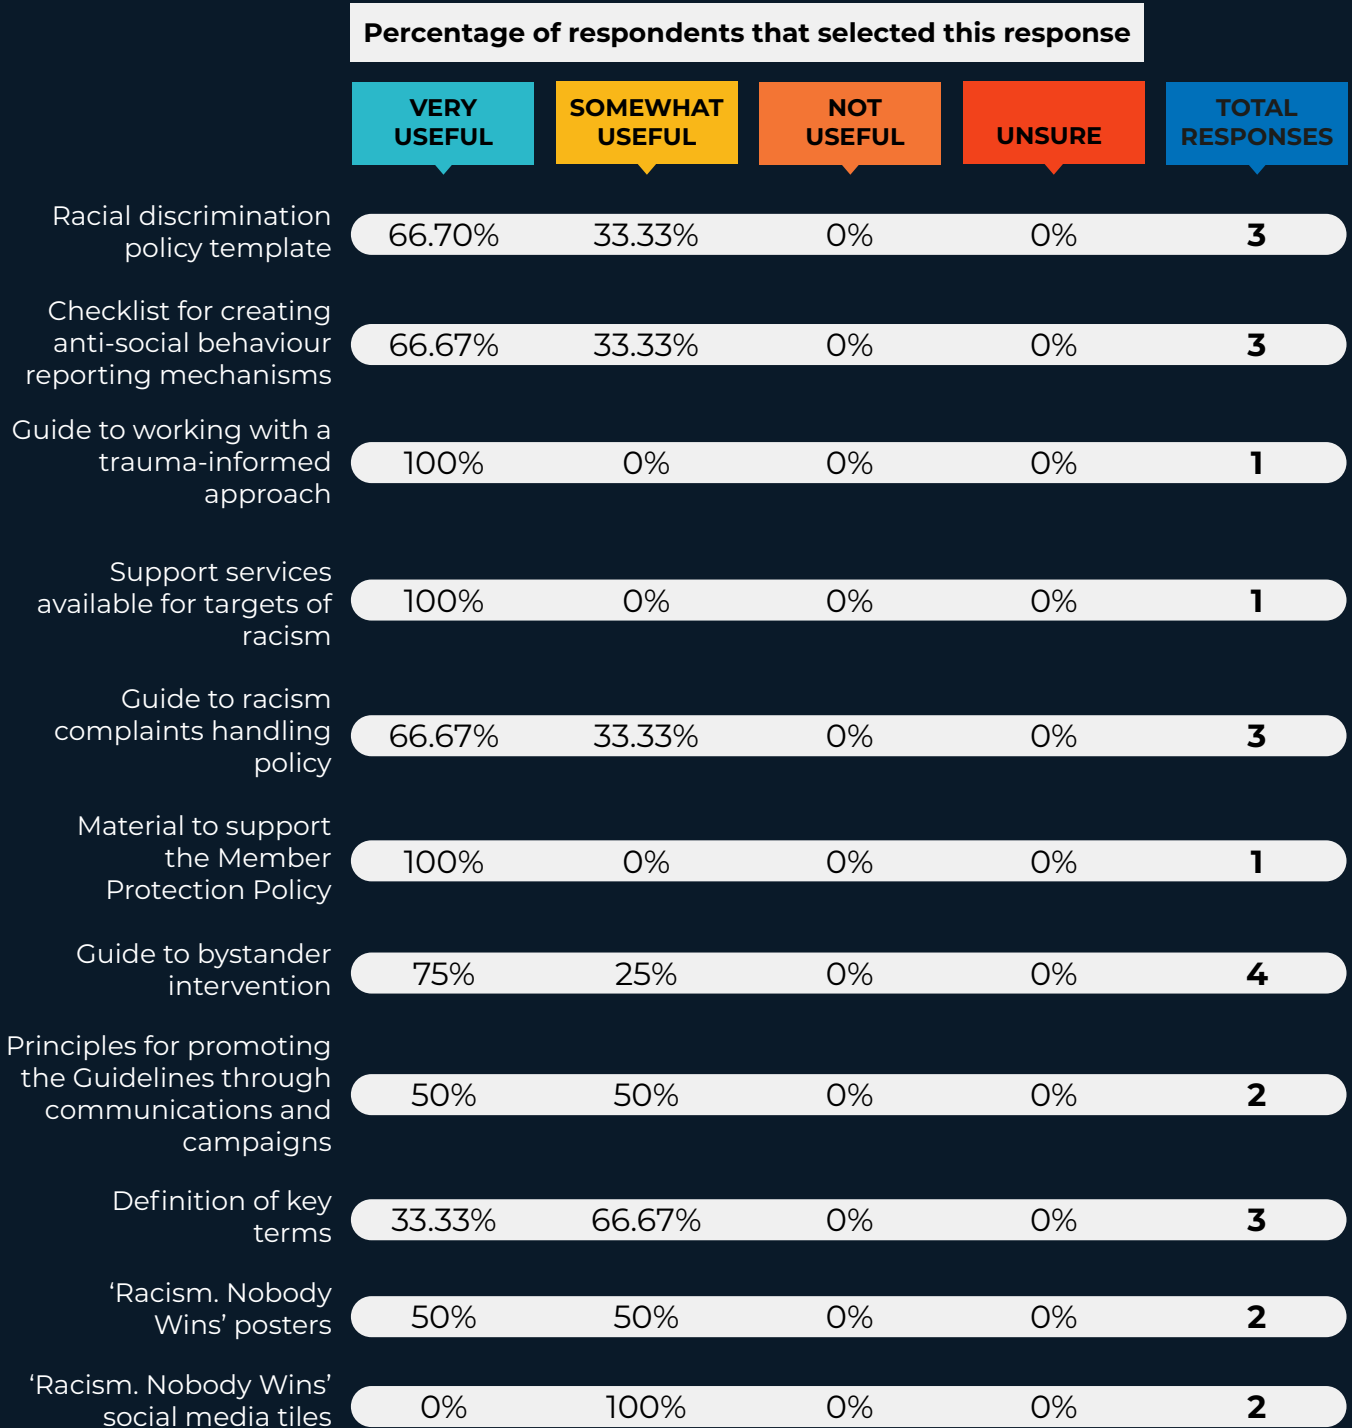 Percentage of respondents that selected this response
VERY
USEFUL
SOMEWHAT
USEFUL
NOT
USEFUL
UNSURE
TOTAL
RESPONSES
Racial discrimination
policy template
66.70% 33.33% 0% 0% 3
Checklist for creating
anti-social behaviour
reporting mechanisms
66.67% 33.33% 0% 0% 3
Guide to working with a
trauma-informed
approach
100% 0% 0% 0% 1
Support services
available for targets of
racism
100% 0% 0% 0% 1
Guide to racism
complaints handling
policy
66.67% 33.33% 0% 0% 3
Material to support
the Member
Protection Policy
100% 0% 0% 0% 1
Guide to bystander
intervention
75% 25% 0% 0% 4
Principles for promoting
the Guidelines through
communications and
campaigns
50% 50% 0% 0% 2
Definition of key
terms
33.33% 66.67% 0% 0% 3
‘Racism. Nobody
Wins’ posters
50% 50% 0% 0% 2
‘Racism. Nobody Wins’
social media tiles
0% 100% 0% 0% 2